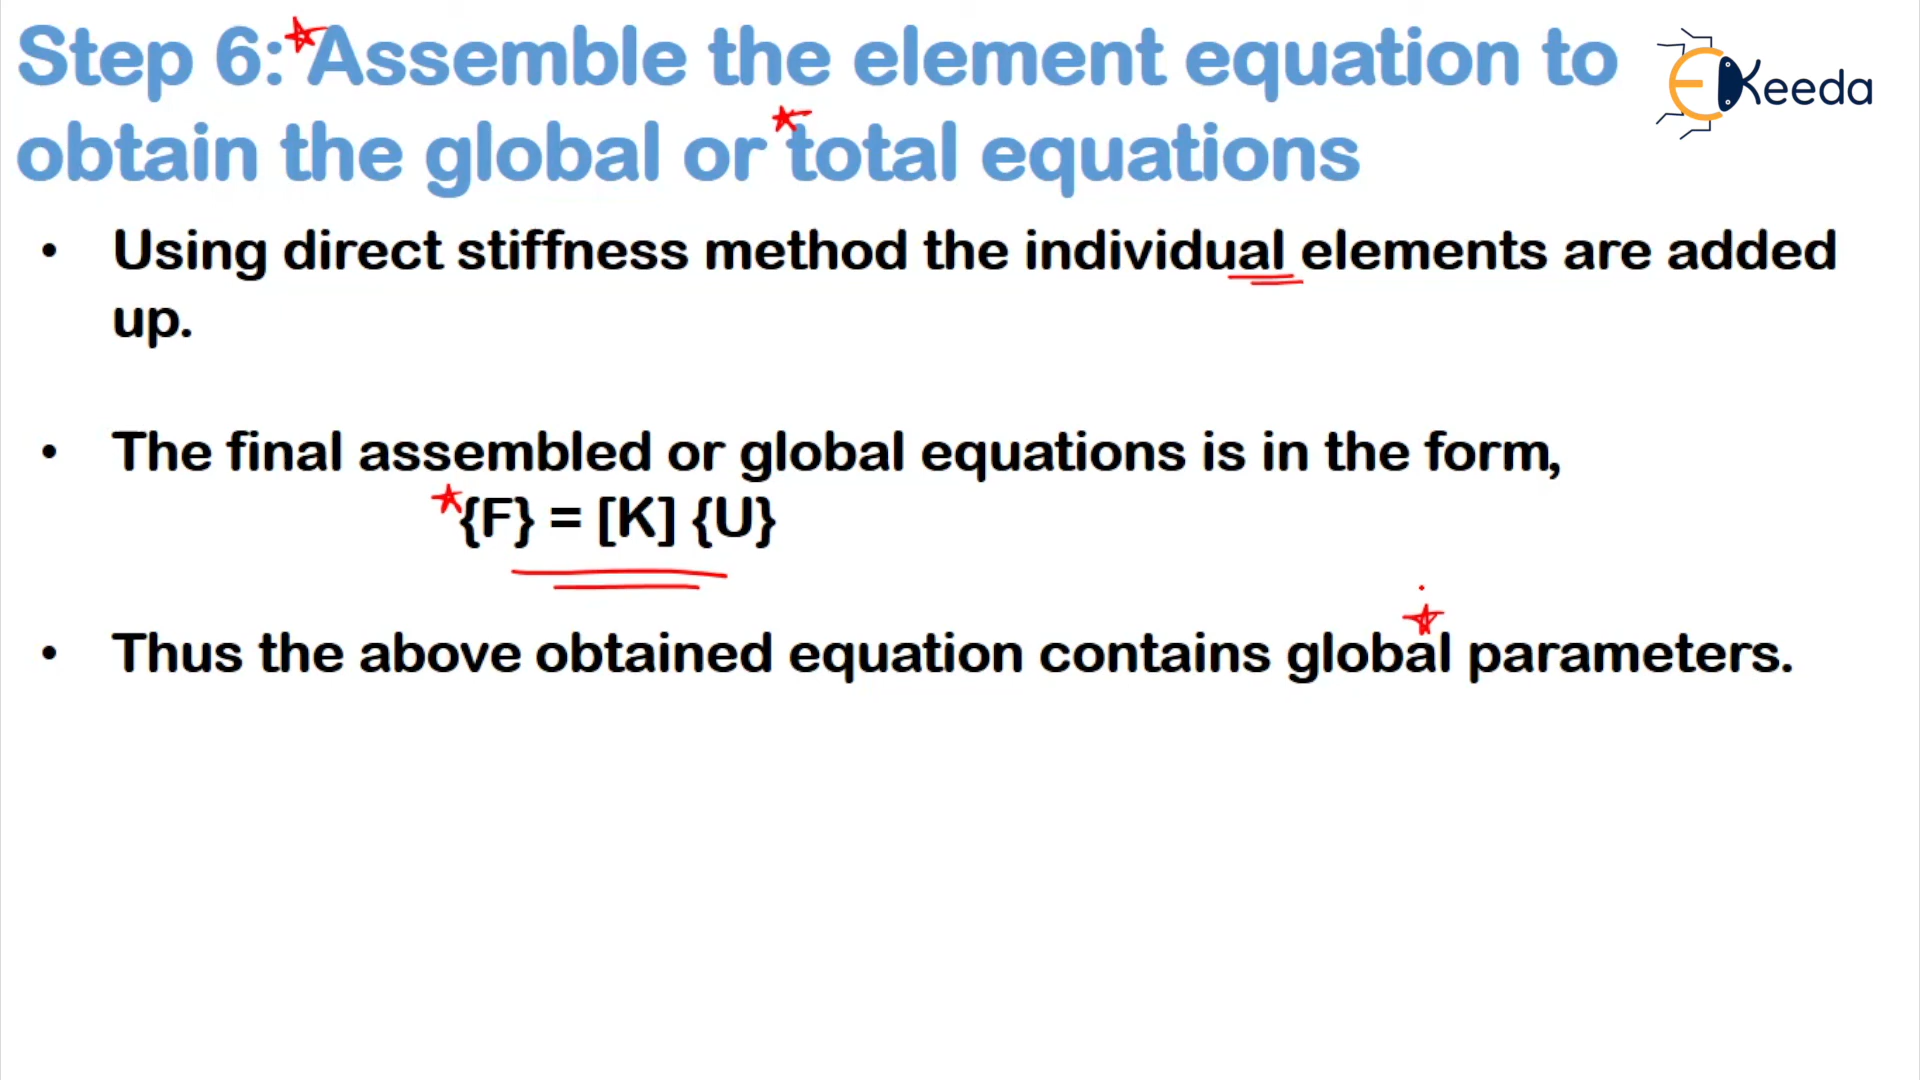 Step 6: Assemble the element equation to
obtain the global or total equations
EKeeda
• Using direct stiffness method the individual elements are added
up.
• The final assembled or global equations is in the form,
{F} = [K] {U}
• Thus the above obtained equation contains global parameters.